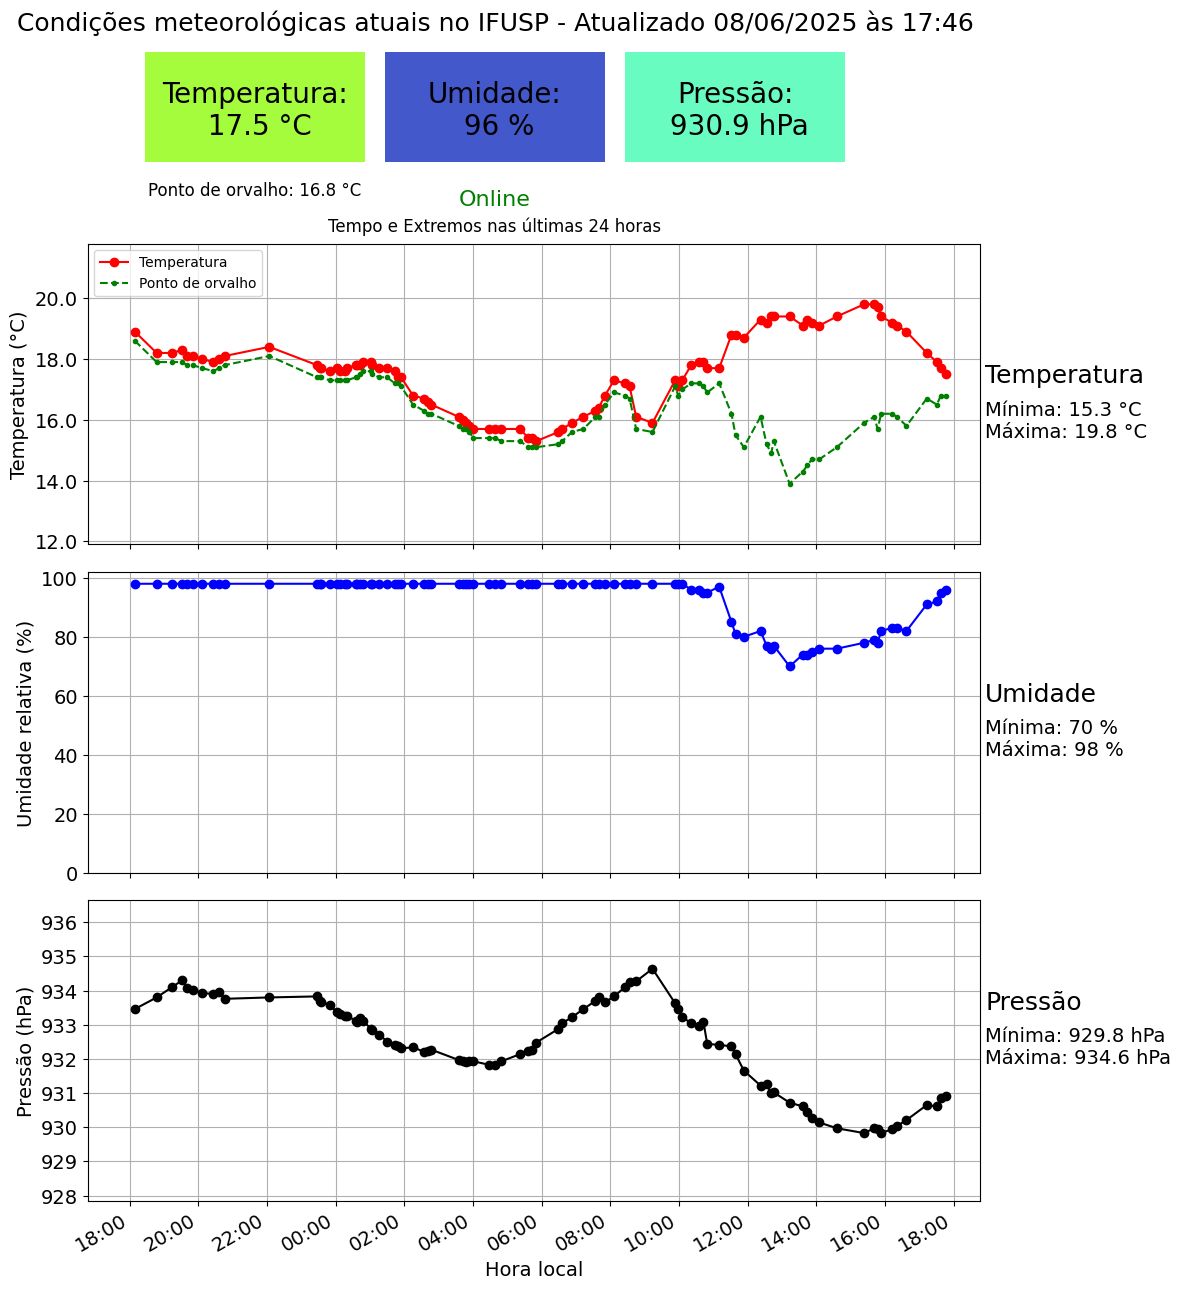 Condições meteorológicas atuais no IFUSP - Atualizado 08/06/2025 às 17:46
Temperatura:
17.5 °C
Umidade:
96 %
Pressão:
930.9 hPa
Ponto de orvalho: 16.8 °C
Online
Tempo e Extremos nas últimas 24 horas
Temperatura
Ponto de orvalho
Temperatura (°C)
20.0
18.0
16.0
14.0
12.0
Temperatura
Mínima: 15.3 °C
Máxima: 19.8 °C
Umidade relativa (%)
100
80
60
40
20
0
Umidade
Mínima: 70 %
Máxima: 98 %
Pressão (hPa)
936
935
934
933
932
931
930
929
928
Pressão
Mínima: 929.8 hPa
Máxima: 934.6 hPa
18:00 20:00 22:00 00:00 02:00 04:00 06:00 08:00 10:00 12:00 14:00 16:00 18:00
Hora local